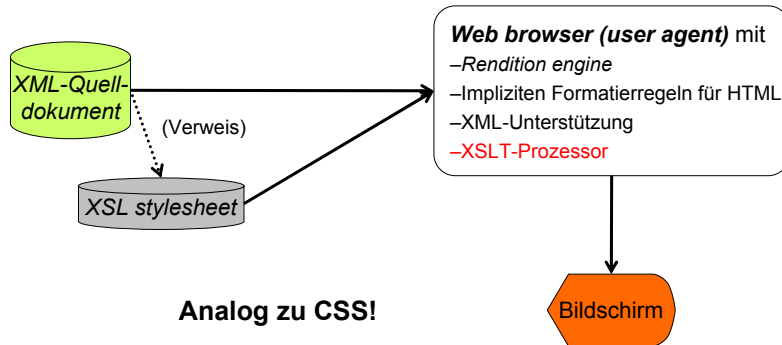 Web browser (user agent) mit
–Rendition engine
–Impliziten Formatierregeln für HTML
–XML-Unterstützung
–XSLT-Prozessor
XML-Quell-
dokument
(Verweis)
XSL stylesheet
Analog zu CSS!
Bildschirm